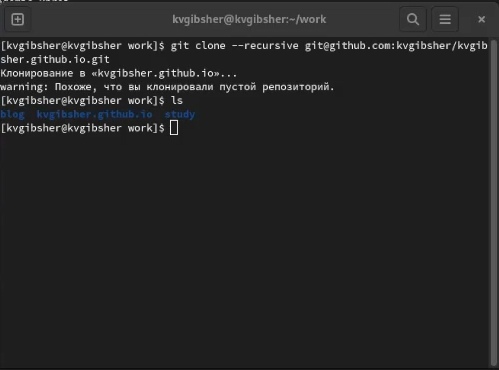 kvgibsher@kvgibsher:~/work
[kvgibsher@kvgibsher work]$ git clone --recursive git@github.com:kvgibsher/kvgib
sher.github.io.git
Клонирование в «kvgibsher.github.io»...
warning: Похоже, что вы клонировали пустой репозиторий.
[kvgibsher@kvgibsher work]$ ls
blog kvgibsher.github.io study
[kvgibsher@kvgibsher work]$